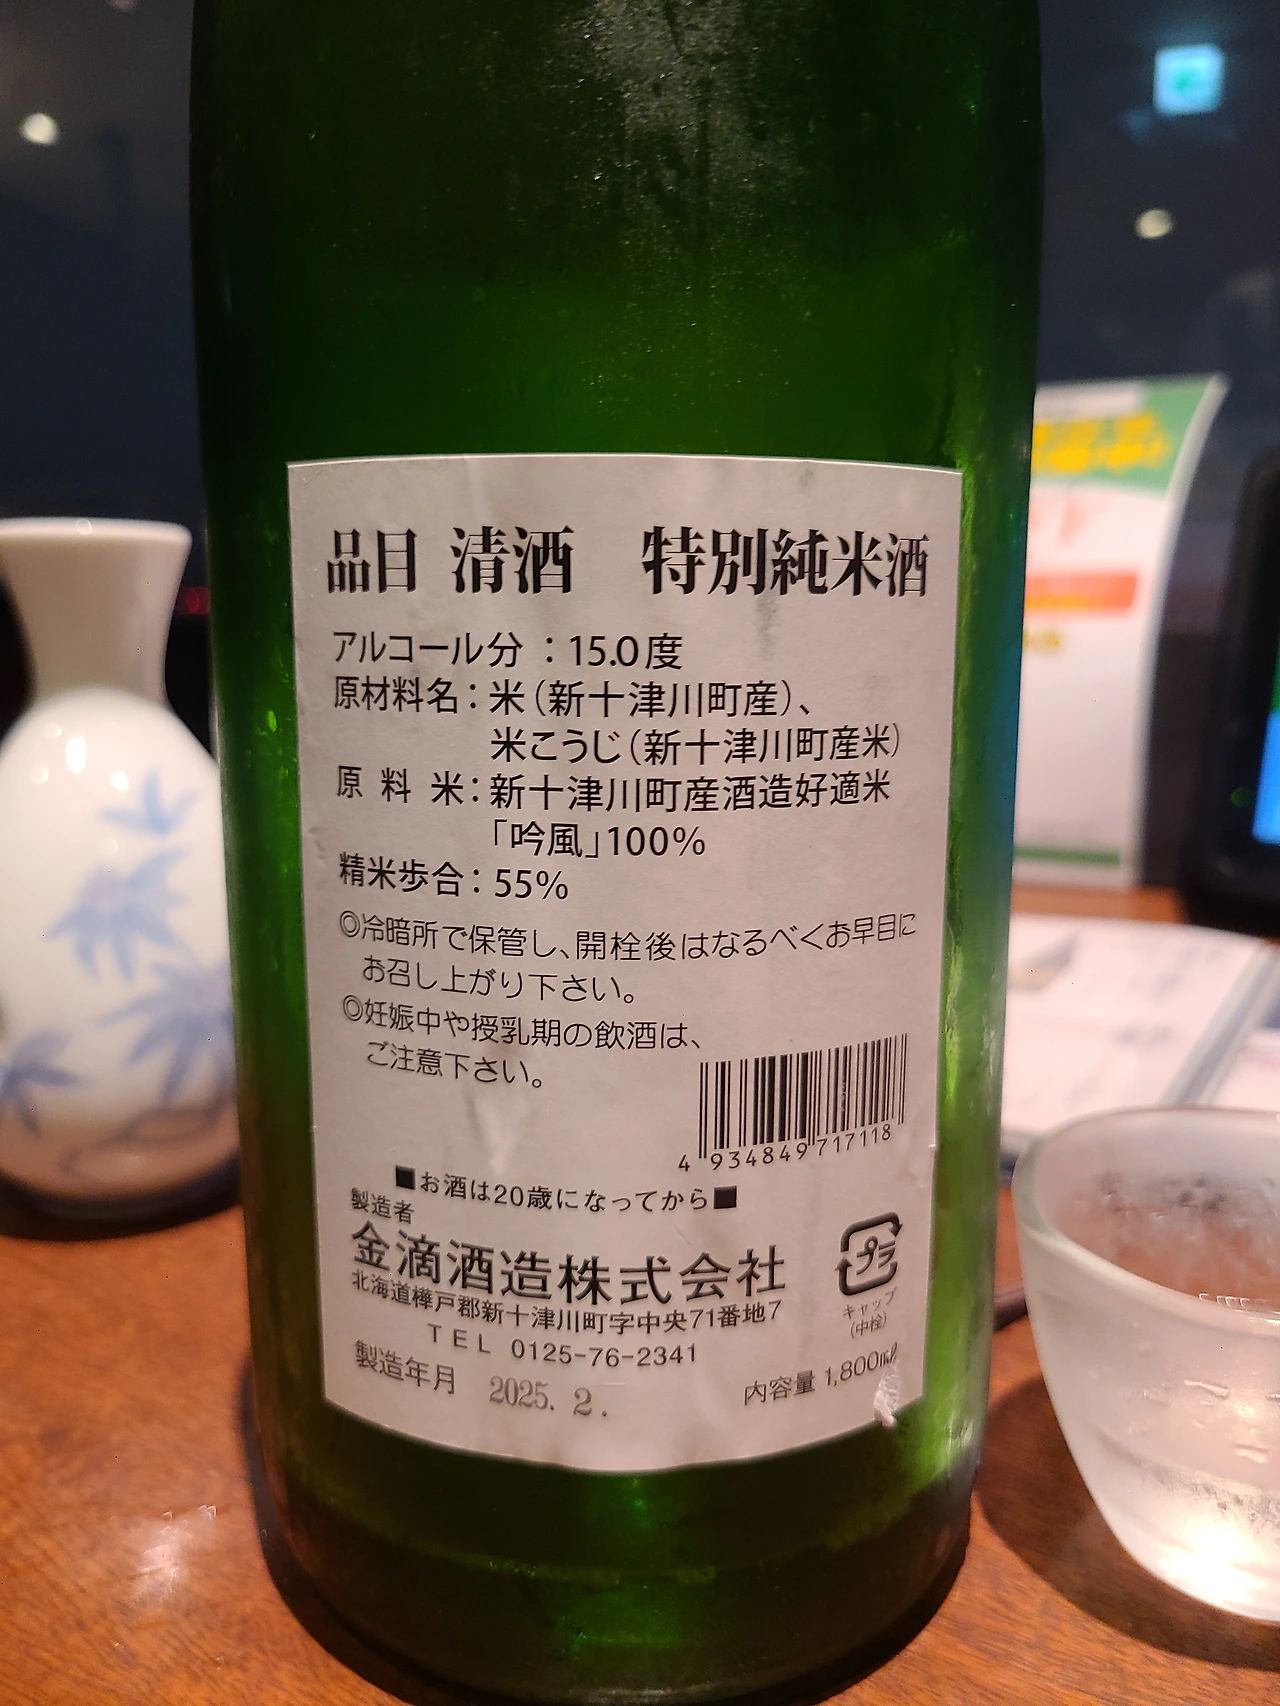 品目 清酒 特別純米酒
アルコール分 : 15.0度
原材料名 : 米(新十津川町産)、
米こうじ(新十津川町産米)
原料米 : 新十津川町産酒造好適米
「吟風」100%
精米歩合 : 55%
◎冷暗所で保管し、開栓後はなるべくお早目に
お召し上がり下さい。
◎妊娠中や授乳期の飲酒は、
ご注意下さい。
4 934849 717118
■お酒は20歳になってから■
製造者
金滴酒造株式会社
北海道樺戸郡新十津川町字中央71番地7
TEL 0125-76-2341
プラ
キャップ
(中栓)
製造年月 2025. 2.
内容量 1,800ml